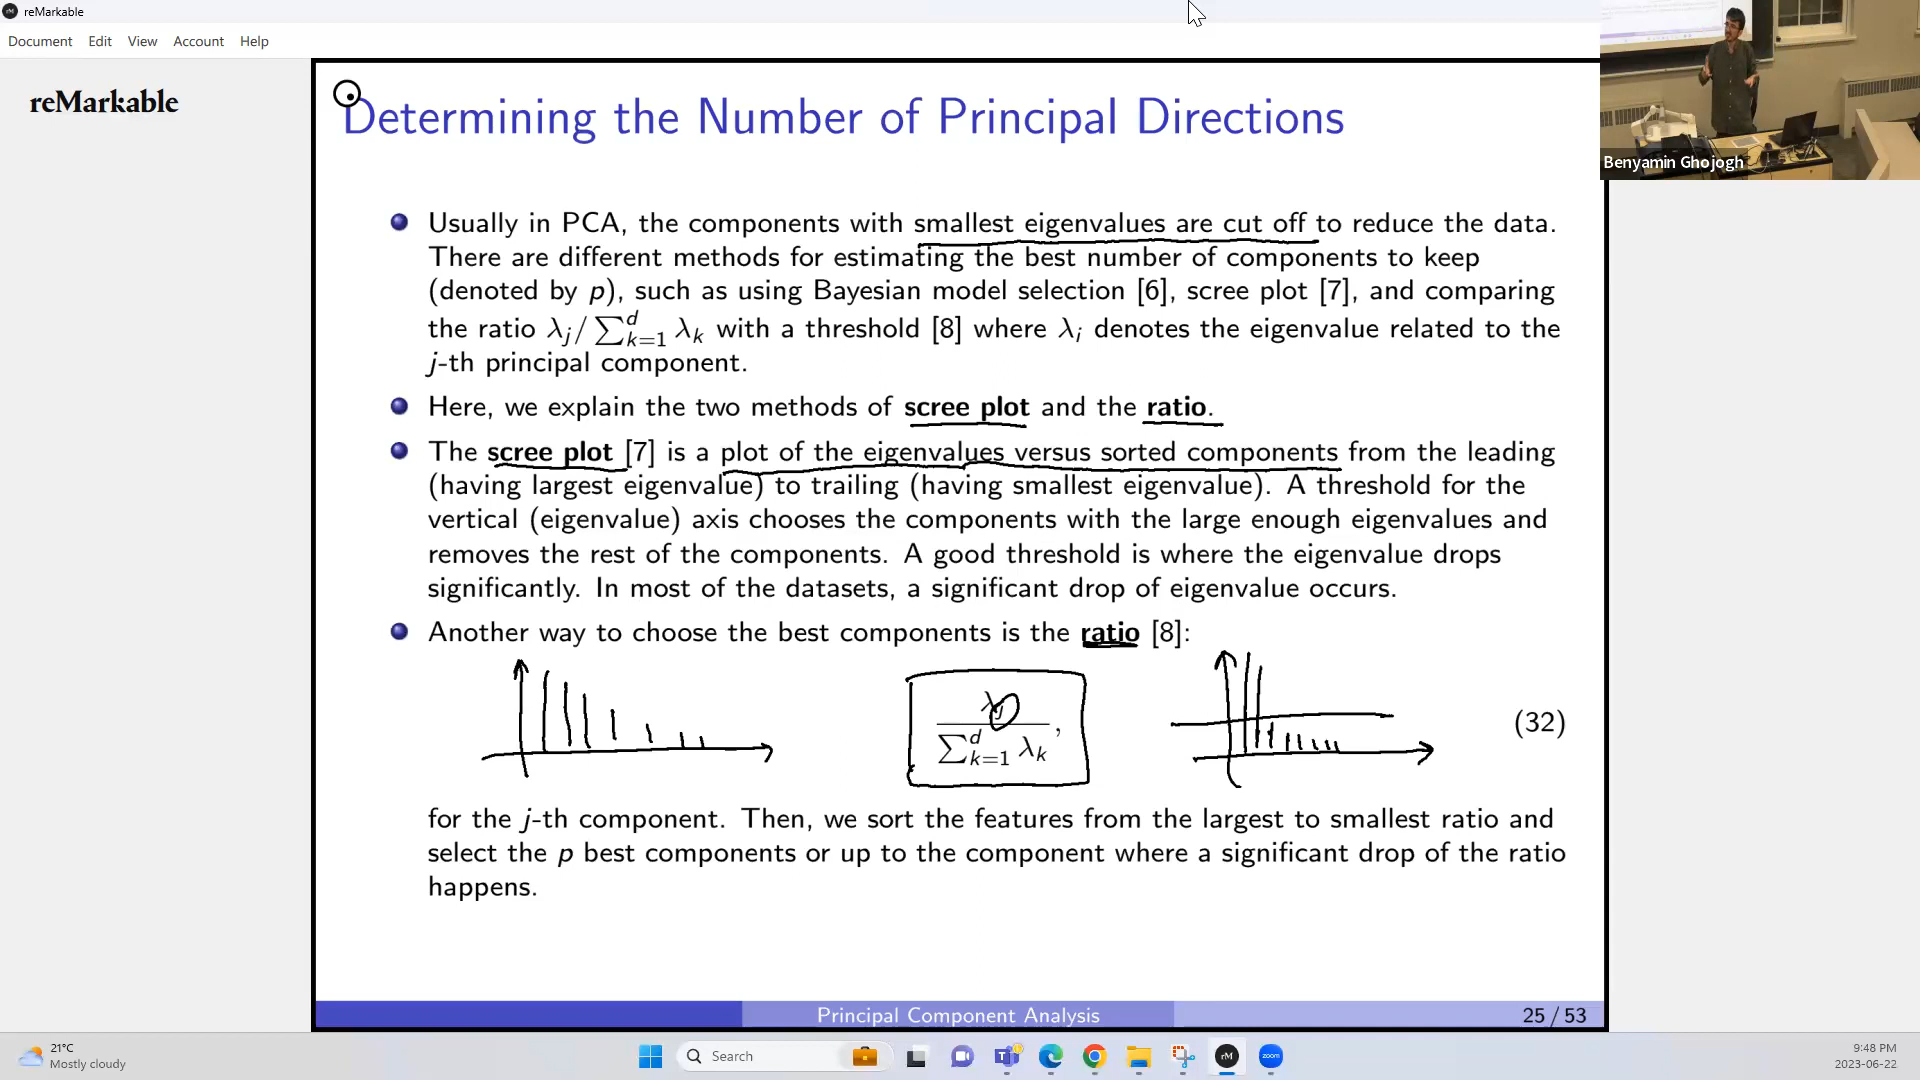 reMarkable
Document Edit View Account Help
reMarkable
Benyamin Ghojogh
Determining the Number of Principal Directions
Usually in PCA, the components with smallest eigenvalues are cut off to reduce the data.
There are different methods for estimating the best number of components to keep
(denoted by p), such as using Bayesian model selection [6], scree plot [7], and comparing
the ratio λ_j / ∑_{k=1}^d λ_k with a threshold [8] where λ_i denotes the eigenvalue related to the
j-th principal component.
Here, we explain the two methods of scree plot and the ratio.
The scree plot [7] is a plot of the eigenvalues versus sorted components from the leading
(having largest eigenvalue) to trailing (having smallest eigenvalue). A threshold for the
vertical (eigenvalue) axis chooses the components with the large enough eigenvalues and
removes the rest of the components. A good threshold is where the eigenvalue drops
significantly. In most of the datasets, a significant drop of eigenvalue occurs.
Another way to choose the best components is the ratio [8]:
λ_j
∑_{k=1}^d λ_k , (32)
for the j-th component. Then, we sort the features from the largest to smallest ratio and
select the p best components or up to the component where a significant drop of the ratio
happens.
Principal Component Analysis 25 / 53
21°C
Mostly cloudy
Search
rM
zoom
9:48 PM
2023-06-22